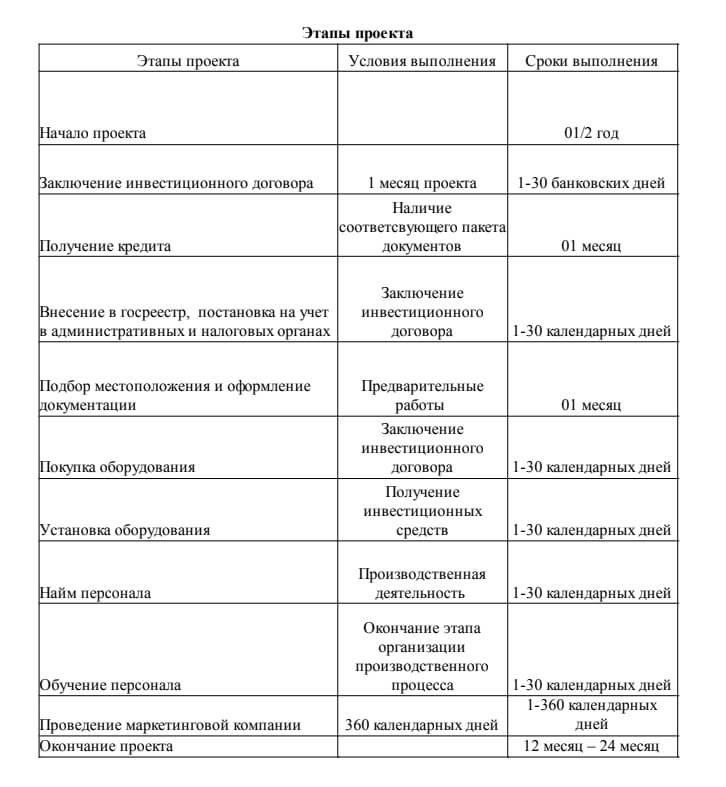 Этапы проекта
Этапы проекта Условия выполнения Сроки выполнения
Начало проекта 01/2 год
Заключение инвестиционного договора 1 месяц проекта 1-30 банковских дней
Наличие
соответсвующего пакета
Получение кредита документов 01 месяц
Заключение
Внесение в госреестр, постановка на учет инвестиционного
в административных и налоговых органах договора 1-30 календарных дней
Подбор местоположения и оформление Предварительные
документации работы 01 месяц
Заключение
инвестиционного
Покупка оборудования договора 1-30 календарных дней
Получение
инвестиционных
Установка оборудования средств 1-30 календарных дней
Производственная
Найм персонала деятельность 1-30 календарных дней
Окончание этапа
организации
производственного
Обучение персонала процесса 1-30 календарных дней
1-360 календарных
Проведение маркетинговой компании 360 календарных дней дней
Окончание проекта 12 месяц – 24 месяц